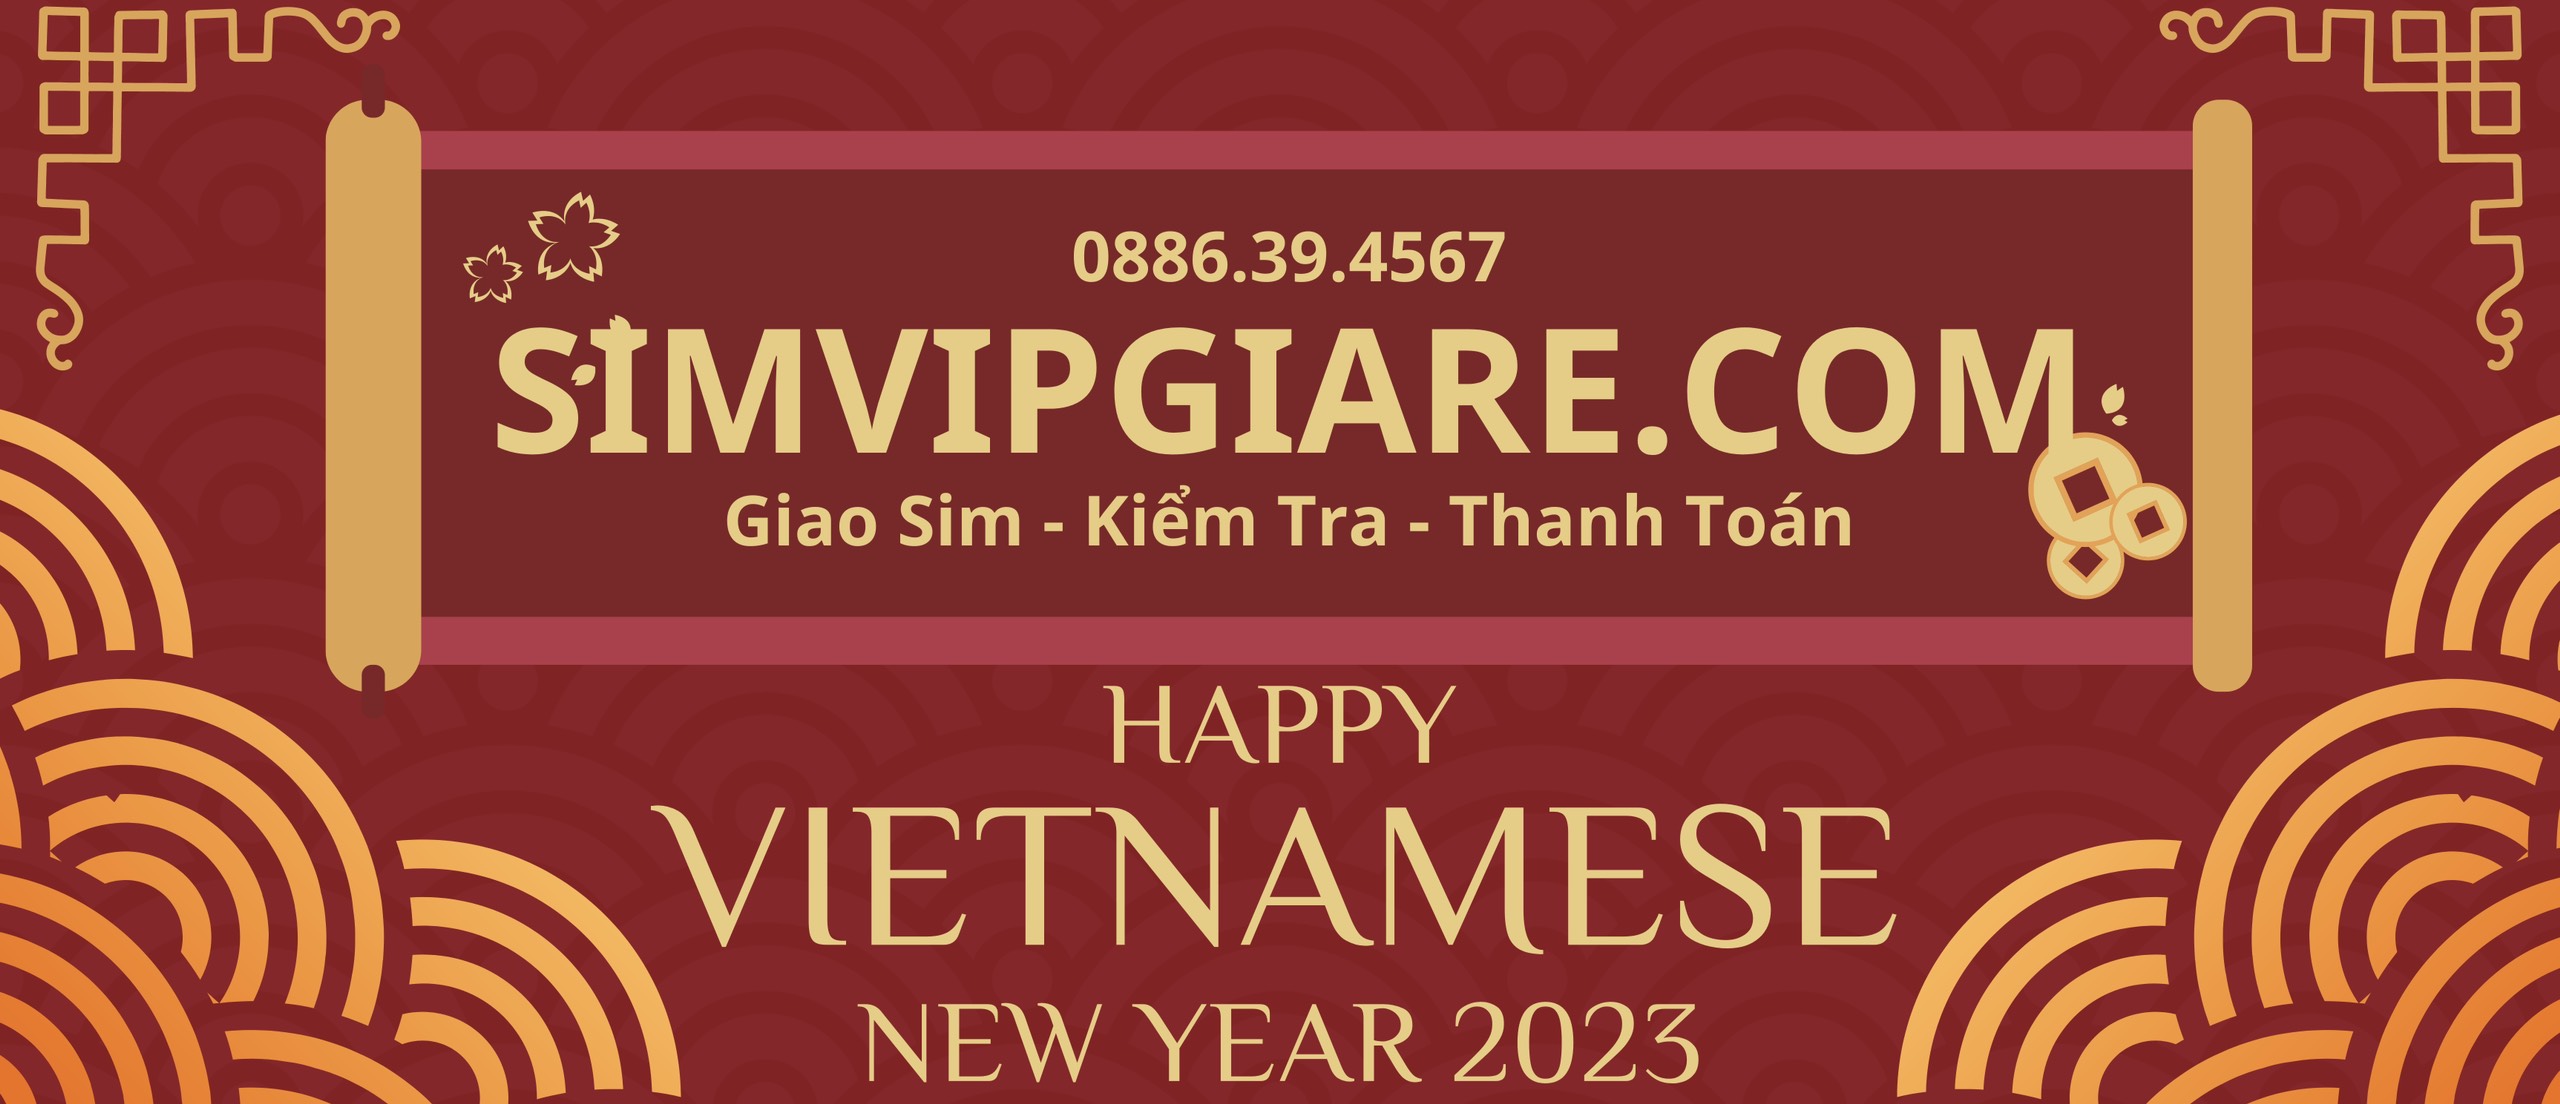 0886.39.4567
SIMVIPGIARE.COM
Giao Sim - Kiểm Tra - Thanh Toán
HAPPY
VIETNAMESE
NEW YEAR 2023